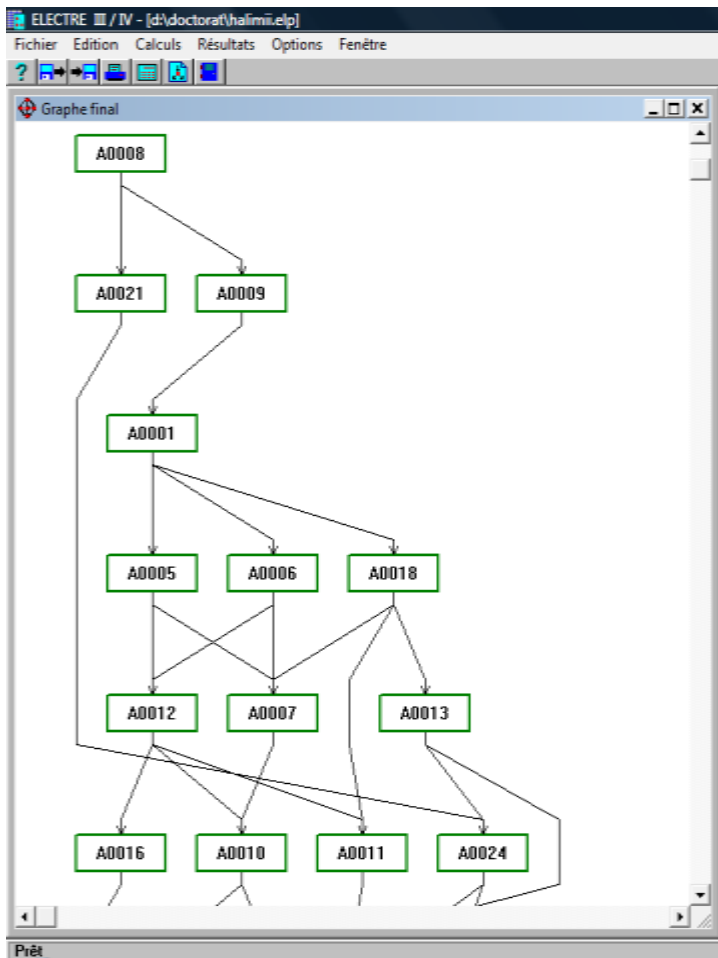 ELECTRE III / IV - [d:\doctorat\halimii.elp]
Fichier Edition Calculs Résultats Options Fenêtre
?
Graphe final
A0008
A0021 A0009
A0001
A0005 A0006 A0018
A0012 A0007 A0013
A0016 A0010 A0011 A0024
Prêt